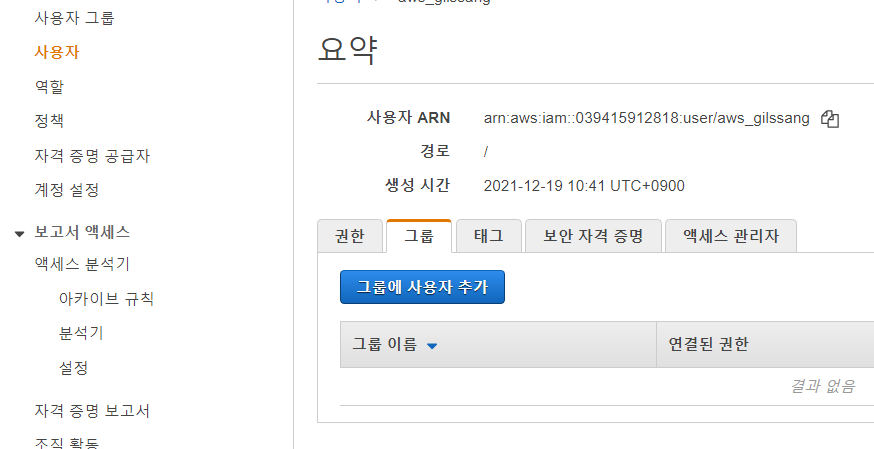 사용자 그룹
사용자
역할
정책
자격 증명 공급자
계정 설정
보고서 액세스
액세스 분석기
아카이브 규칙
분석기
설정
자격 증명 보고서
조직 활동
aws_gilssang
요약
사용자 ARN arn:aws:iam::039415912818:user/aws_gilssang
경로 /
생성 시간 2021-12-19 10:41 UTC+0900
권한 그룹 태그 보안 자격 증명 액세스 관리자
그룹에 사용자 추가
그룹 이름 연결된 권한
결과 없음